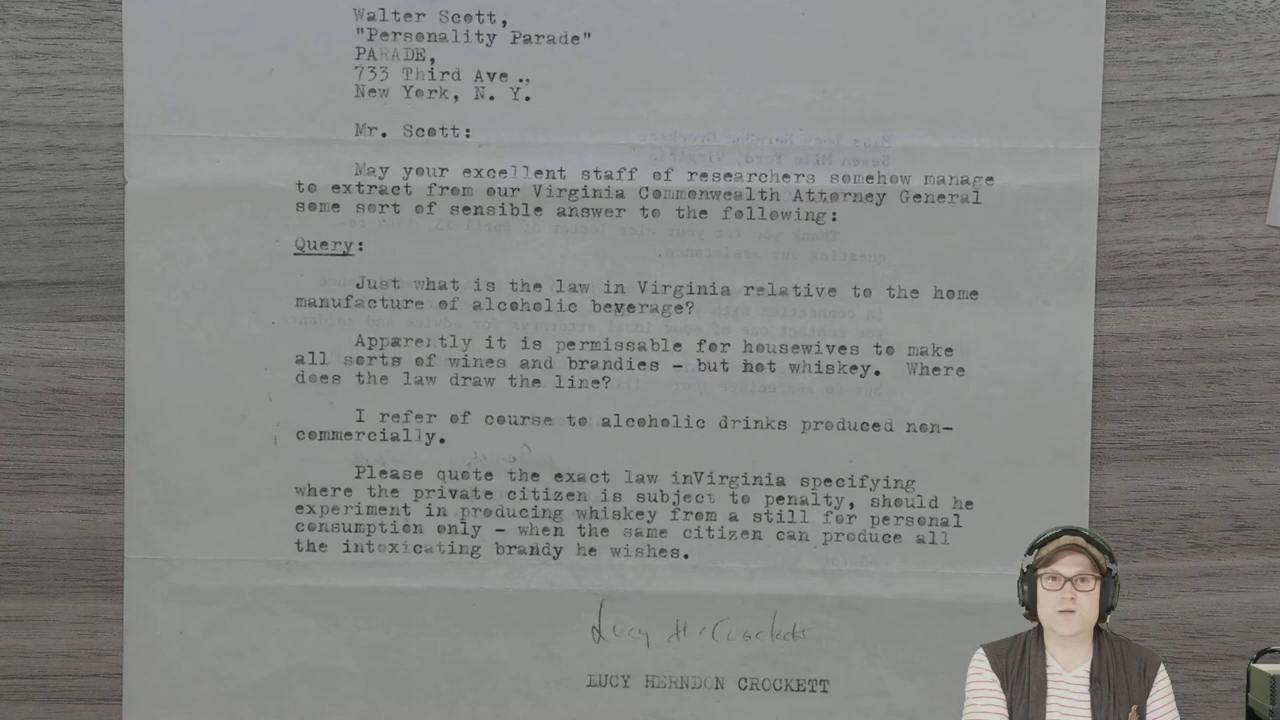 Walter Scott,
"Personality Parade"
PARADE,
733 Third Ave.,
New York, N. Y.
Mr. Scott:
May your excellent staff of researchers somehow manage
to extract from our Virginia Commonwealth Attorney General
some sort of sensible answer to the following:
Query:
Just what is the law in Virginia relative to the home
manufacture of alcoholic beverage?
Apparently it is permissable for housewives to make
all sorts of wines and brandies - but not whiskey. Where
does the law draw the line?
I refer of course to alcoholic drinks produced non-
commercially.
Please quote the exact law inVirginia specifying
where the private citizen is subject to penalty, should he
experiment in producing whiskey from a still for personal
consumption only - when the same citizen can produce all
the intoxicating brandy he wishes.
Lucy H. Crockett
LUCY HERNDON CROCKETT